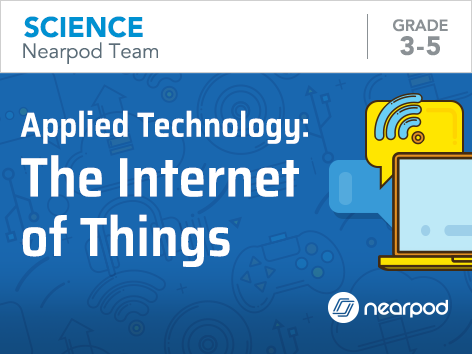 SCIENCE
Nearpod Team
GRADE
3-5
Applied Technology:
The Internet
of Things
nearpod